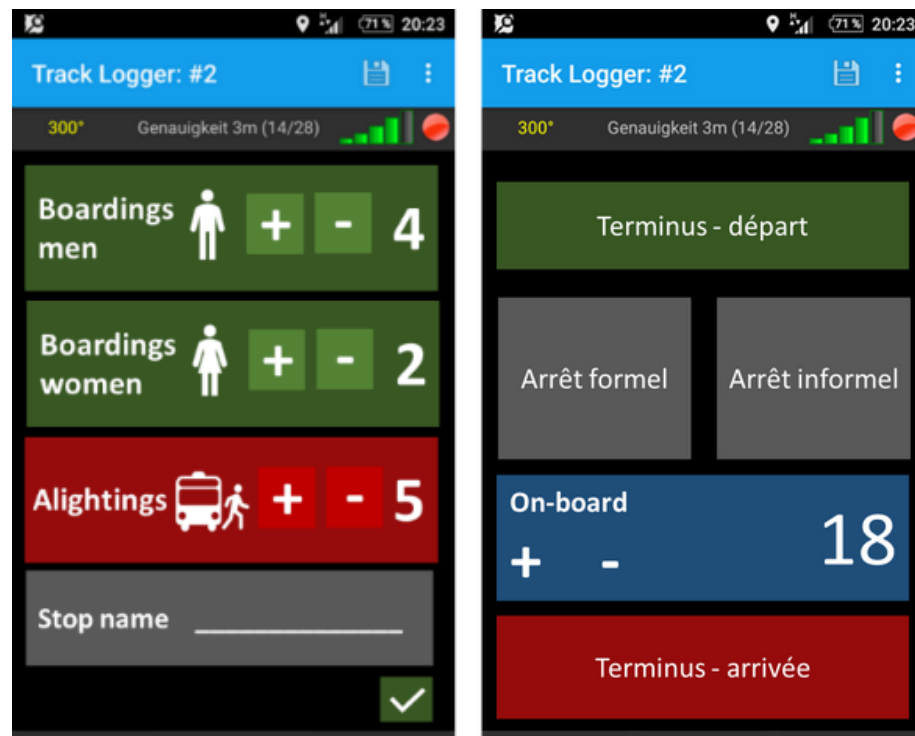 71 % 20:23
Track Logger: #2
300° Genauigkeit 3m (14/28)
Boardings
men
+ - 4
Boardings
women
+ - 2
Alightings + - 5
Stop name ______________
71 % 20:23
Track Logger: #2
300° Genauigkeit 3m (14/28)
Terminus - départ
Arrêt formel
Arrêt informel
On-board
+ - 18
Terminus - arrivée